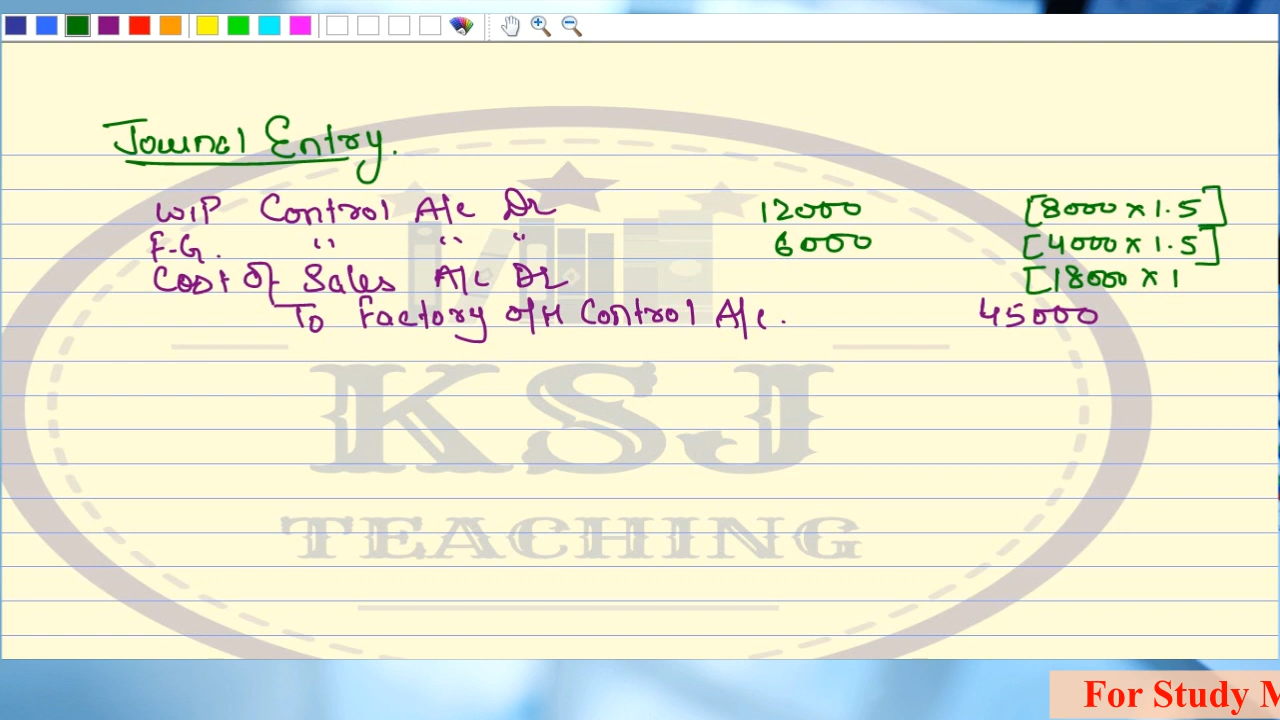 Journal Entry.
WIP Control A/c Dr 12000 [8000 x 1.5]
F.G. " " " 6000 [4000 x 1.5]
Cost Of Sales A/c Dr [18000 x 1
To Factory o/H Control A/c. 45000
KSJ
TEACHING
For Study M